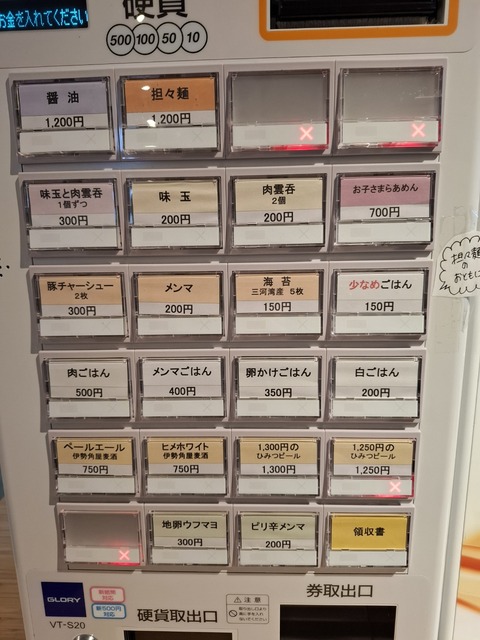 お金を入れてください
硬貨
500 100 50 10
醤油
1,200円
担々麺
1,200円
味玉と肉雲呑
1個ずつ
300円
味玉
200円
肉雲呑
2個
200円
お子さまらあめん
700円
豚チャーシュー
2枚
300円
メンマ
200円
海苔
三河湾産 5枚
150円
少なめごはん
150円
担々麺
の
おともに
肉ごはん
500円
メンマごはん
400円
卵かけごはん
350円
白ごはん
200円
ペールエール
伊勢角屋麦酒
750円
ヒメホワイト
伊勢角屋麦酒
750円
1,300円の
ひみつビール
1,300円
1,250円の
ひみつビール
1,250円
地卵ウフマヨ
300円
ピリ辛メンマ
200円
領収書
GLORY
VT-S20
新紙幣
対応
新500円
対応
硬貨取出口
注意
券取出口